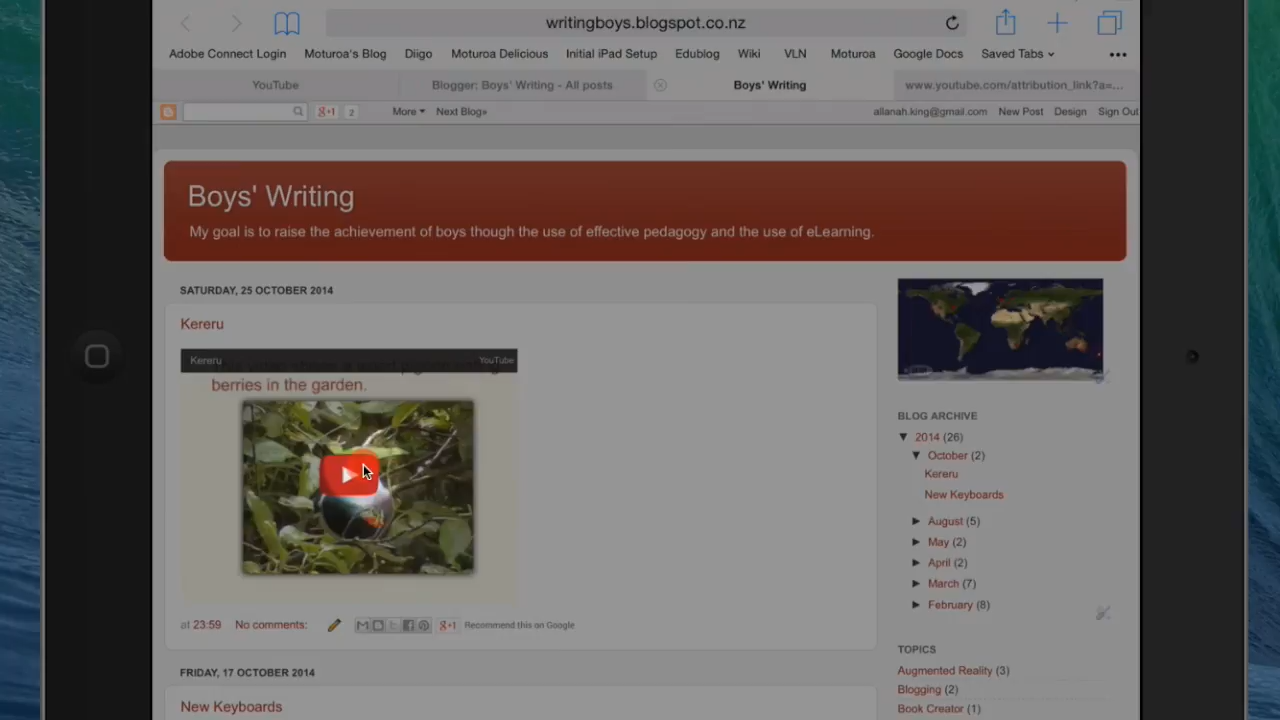 writingboys.blogspot.co.nz
Adobe Connect Login Moturoa's Blog Diigo Moturoa Delicious Initial iPad Setup Edublog Wiki VLN Moturoa Google Docs Saved Tabs
YouTube Blogger: Boys' Writing - All posts Boys' Writing www.youtube.com/attribution_link?a=...
g+1 2 More Next Blog» allanah.king@gmail.com New Post Design Sign Out
Boys' Writing
My goal is to raise the achievement of boys though the use of effective pedagogy and the use of eLearning.
SATURDAY, 25 OCTOBER 2014
Kereru
Kereru YouTube
berries in the garden.
at 23:59 No comments:
g+1 Recommend this on Google
FRIDAY, 17 OCTOBER 2014
New Keyboards
BLOG ARCHIVE
▼ 2014 (26)
▼ October (2)
Kereru
New Keyboards
► August (5)
► May (2)
► April (2)
► March (7)
► February (8)
TOPICS
Augmented Reality (3)
Blogging (2)
Book Creator (1)